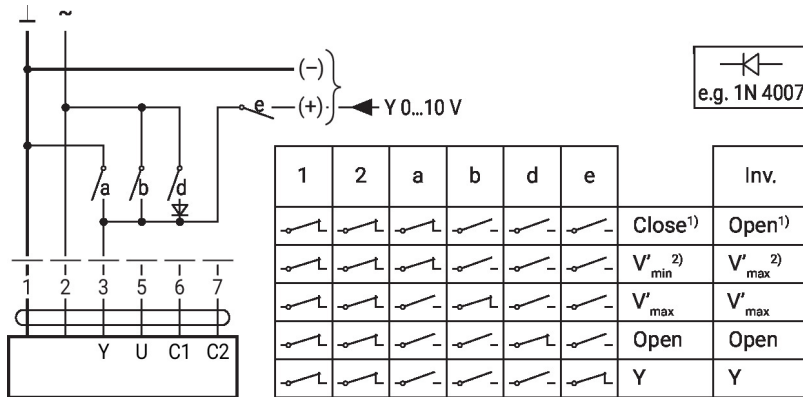 ⊥ ~
(–)
e (+) Y 0...10 V
e.g. 1N 4007
a b d
1 2 a b d e Inv.
Close¹⁾ Open¹⁾
V'min²⁾ V'max²⁾
V'max V'max
Open Open
Y Y
1 2 3 5 6 7
Y U C1 C2